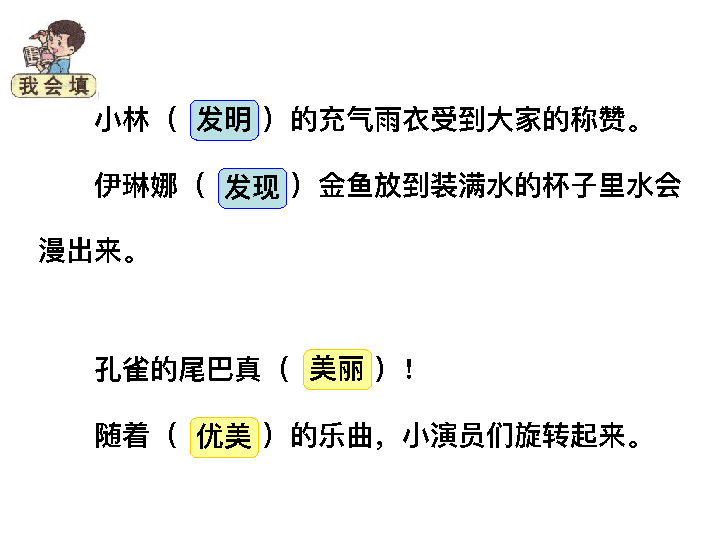 我会填
小林（ 发明 ）的充气雨衣受到大家的称赞。
伊琳娜（ 发现 ）金鱼放到装满水的杯子里水会
漫出来。
孔雀的尾巴真（ 美丽 ）！
随着（ 优美 ）的乐曲，小演员们旋转起来。